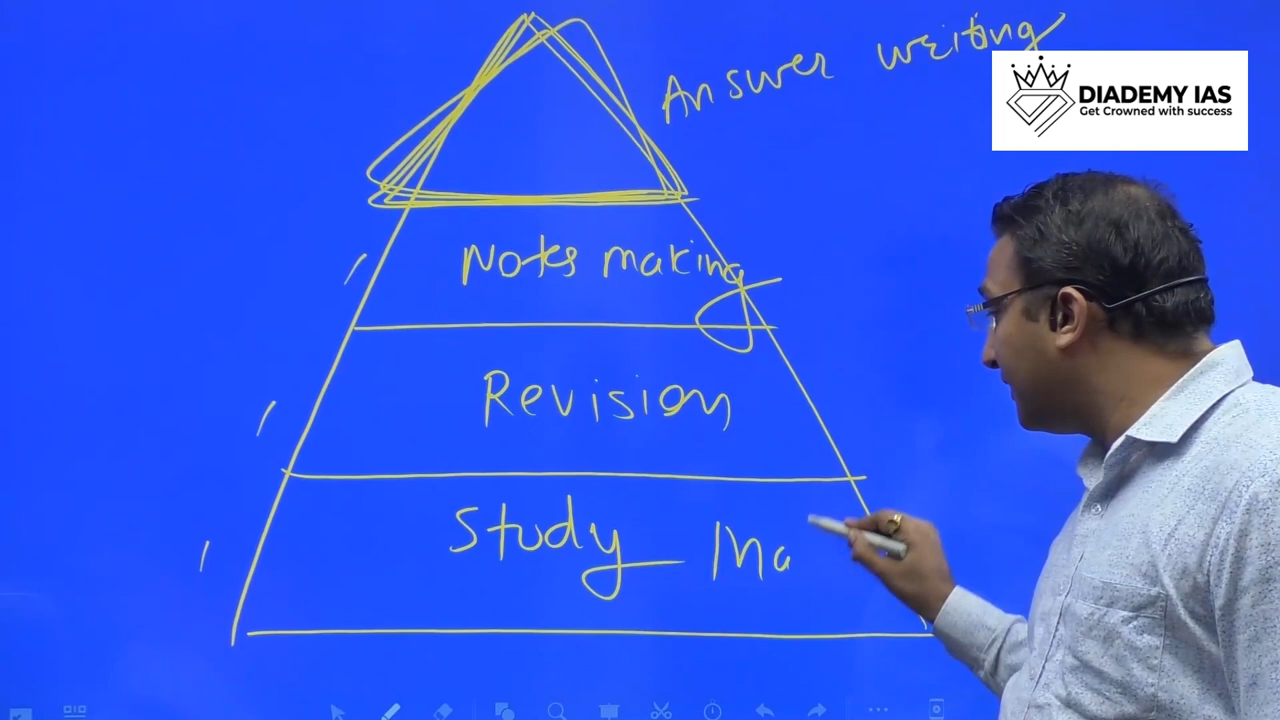 Answer writing
DIADEMY IAS
Get Crowned with success
Notes making
Revision
Study Ma